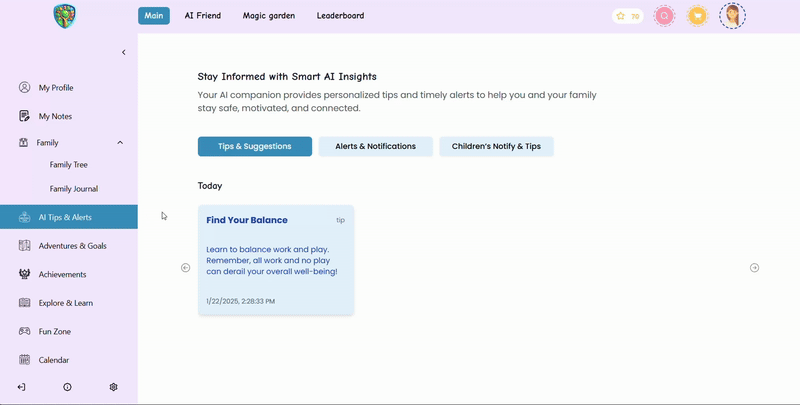 Main
AI Friend
Magic garden
Leaderboard
70
My Profile
My Notes
Family
Family Tree
Family Journal
AI Tips & Alerts
Adventures & Goals
Achievements
Explore & Learn
Fun Zone
Calendar
Stay Informed with Smart AI Insights
Your AI companion provides personalized tips and timely alerts to help you and your family
stay safe, motivated, and connected.
Tips & Suggestions
Alerts & Notifications
Children's Notify & Tips
Today
Find Your Balance
tip
Learn to balance work and play.
Remember, all work and no play
can derail your overall well-being!
1/22/2025, 2:28:33 PM